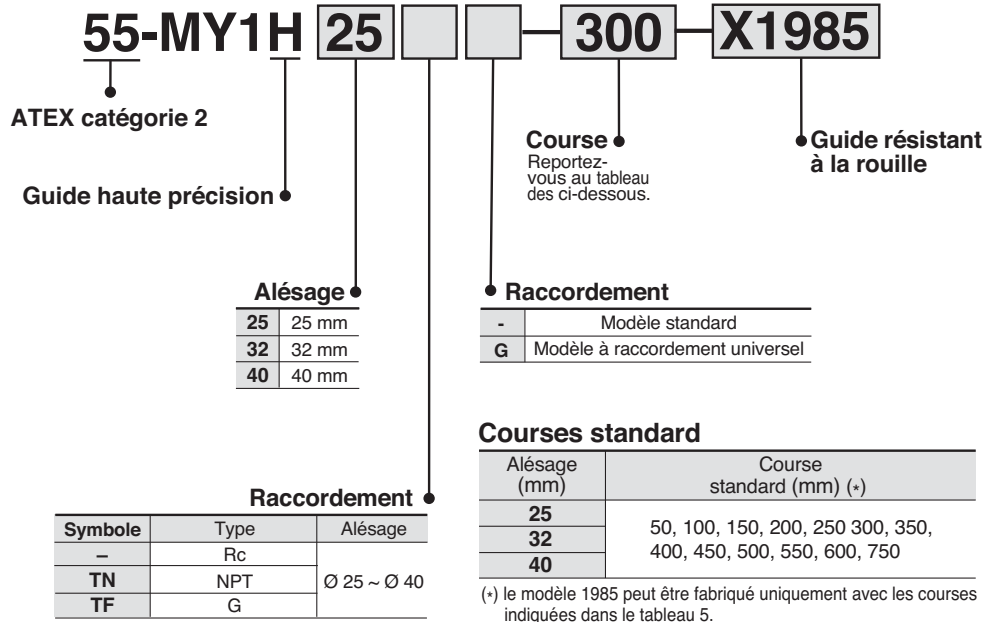 55-MY1H 25 - 300 - X1985
ATEX catégorie 2
Guide haute précision
Course
Reportez-
vous au tableau
des ci-dessous.
Guide résistant
à la rouille
Alésage
25 25 mm
32 32 mm
40 40 mm
Raccordement
- Modèle standard
G Modèle à raccordement universel
Raccordement
Symbole Type Alésage
– Rc
TN NPT Ø 25 ~ Ø 40
TF G
Courses standard
Alésage Course
(mm) standard (mm) (*)
25
32
40
50, 100, 150, 200, 250 300, 350,
400, 450, 500, 550, 600, 750
(*) le modèle 1985 peut être fabriqué uniquement avec les courses
indiquées dans le tableau 5.